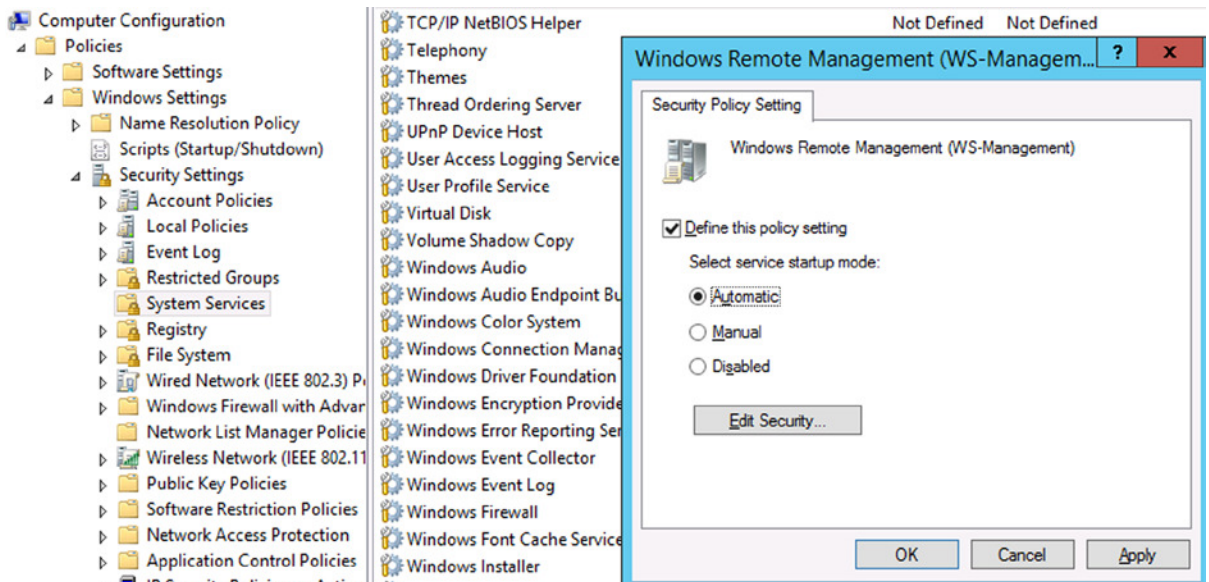 Computer Configuration
Policies
Software Settings
Windows Settings
Name Resolution Policy
Scripts (Startup/Shutdown)
Security Settings
Account Policies
Local Policies
Event Log
Restricted Groups
System Services
Registry
File System
Wired Network (IEEE 802.3) P
Windows Firewall with Advar
Network List Manager Policie
Wireless Network (IEEE 802.11
Public Key Policies
Software Restriction Policies
Network Access Protection
Application Control Policies
TCP/IP NetBIOS Helper Not Defined Not Defined
Telephony
Themes
Thread Ordering Server
UPnP Device Host
User Access Logging Service
User Profile Service
Virtual Disk
Volume Shadow Copy
Windows Audio
Windows Audio Endpoint Bu
Windows Color System
Windows Connection Manag
Windows Driver Foundation
Windows Encryption Provide
Windows Error Reporting Ser
Windows Event Collector
Windows Event Log
Windows Firewall
Windows Font Cache Service
Windows Installer
Windows Remote Management (WS-Managem... ? x
Security Policy Setting
Windows Remote Management (WS-Management)
Define this policy setting
Select service startup mode:
Automatic
Manual
Disabled
Edit Security...
OK Cancel Apply